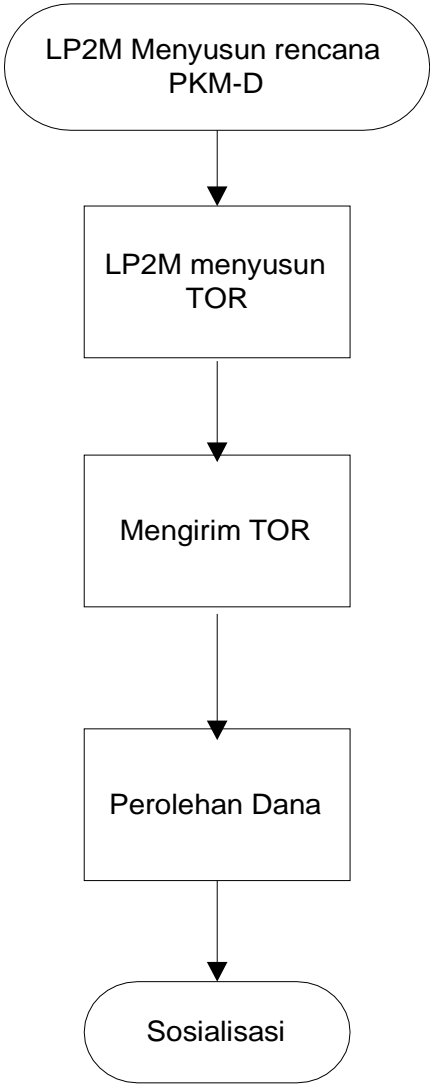 LP2M Menyusun rencana
PKM-D
LP2M menyusun
TOR
Mengirim TOR
Perolehan Dana
Sosialisasi